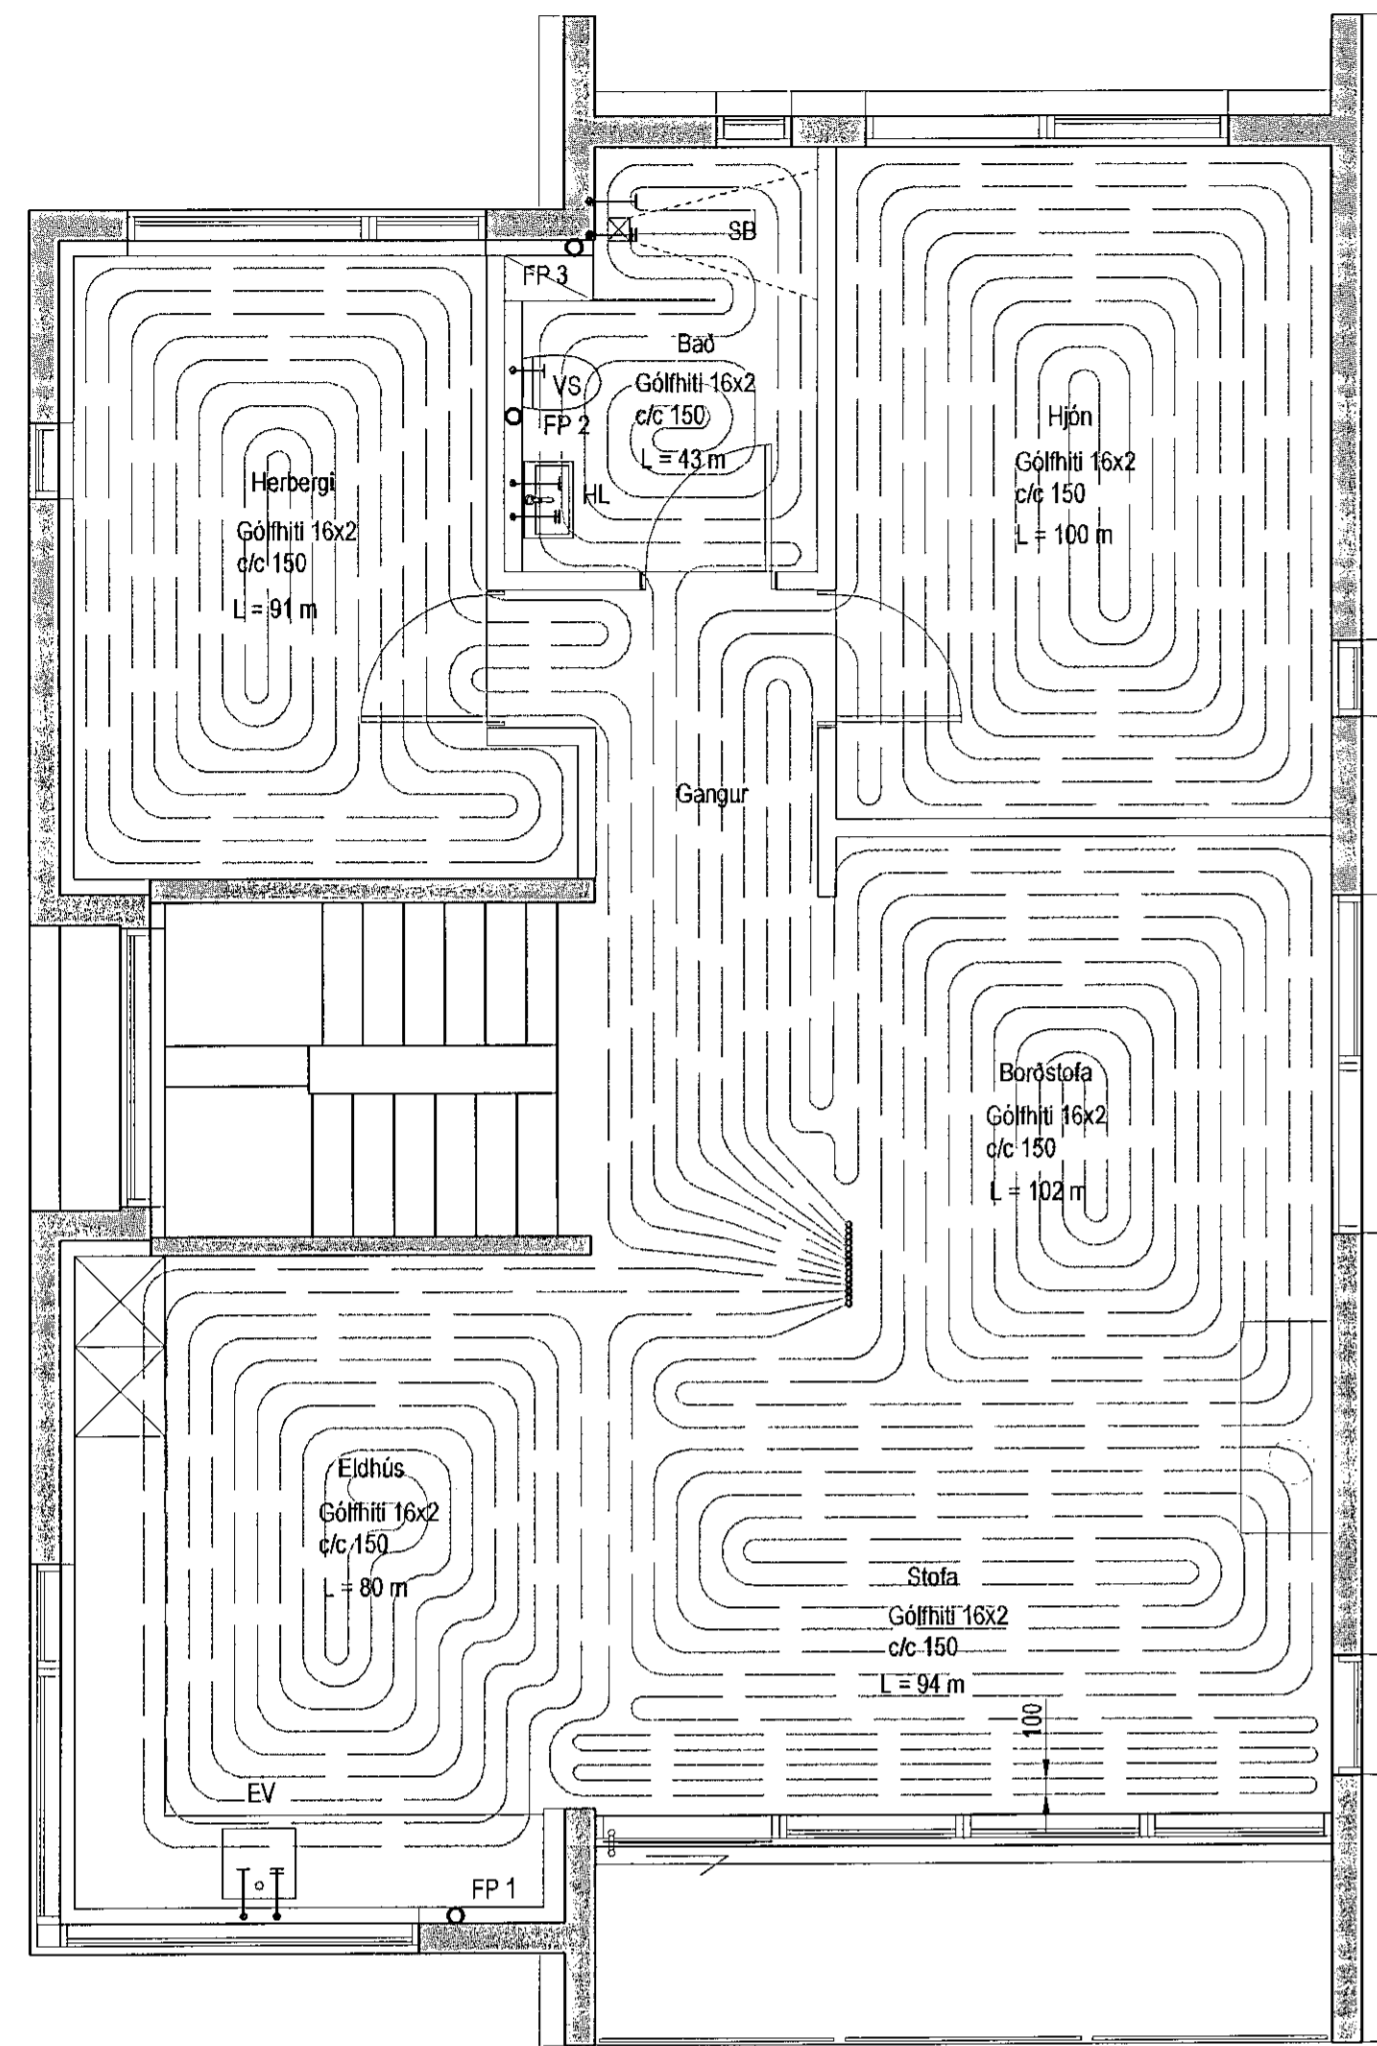 SB
FP 3
Bað
Gólfhiti 16x2
c/c 150
L = 43 m
VS
FP 2
HL
Hjón
Gólfhiti 16x2
c/c 150
L = 100 m
Herbergi
Gólfhiti 16x2
c/c 150
L = 91 m
Gangur
Borðstofa
Gólfhiti 16x2
c/c 150
L = 102 m
Eldhús
Gólfhiti 16x2
c/c 150
L = 80 m
Stofa
Gólfhiti 16x2
c/c 150
L = 94 m
100
EV
FP 1